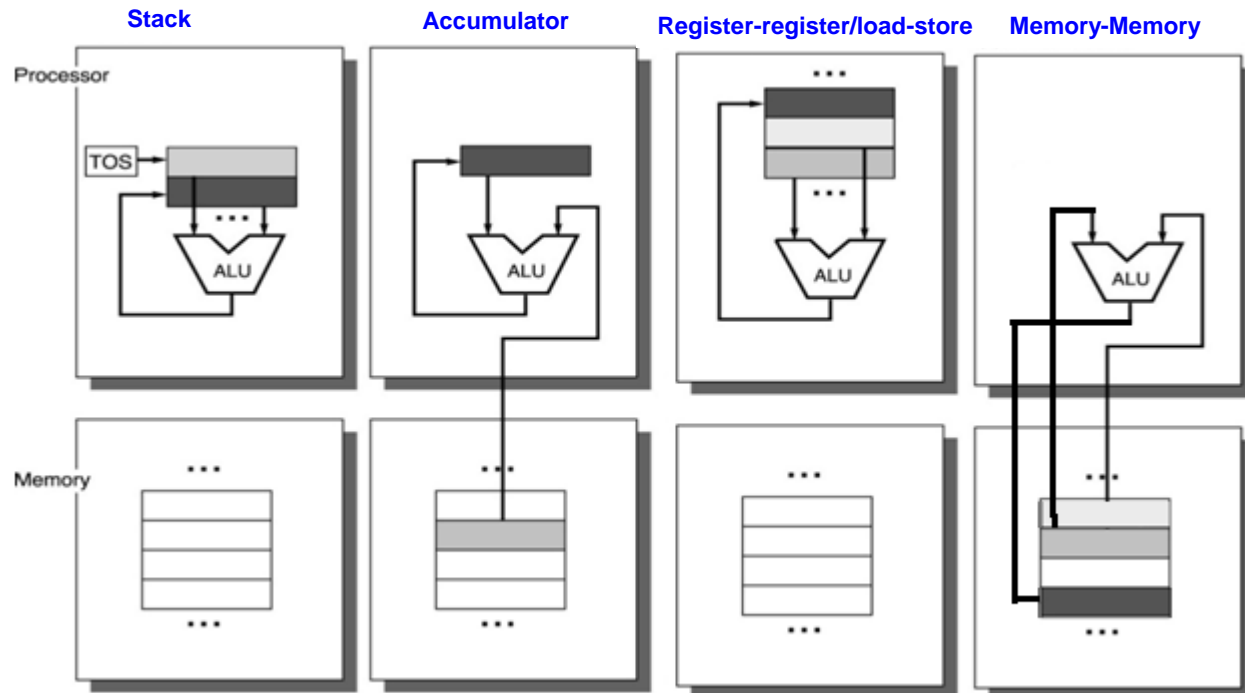 Stack
Accumulator
Register-register/load-store
Memory-Memory
Processor
TOS
...
...
...
ALU
ALU
ALU
ALU
Memory
...
...
...
...
...
...
...
...